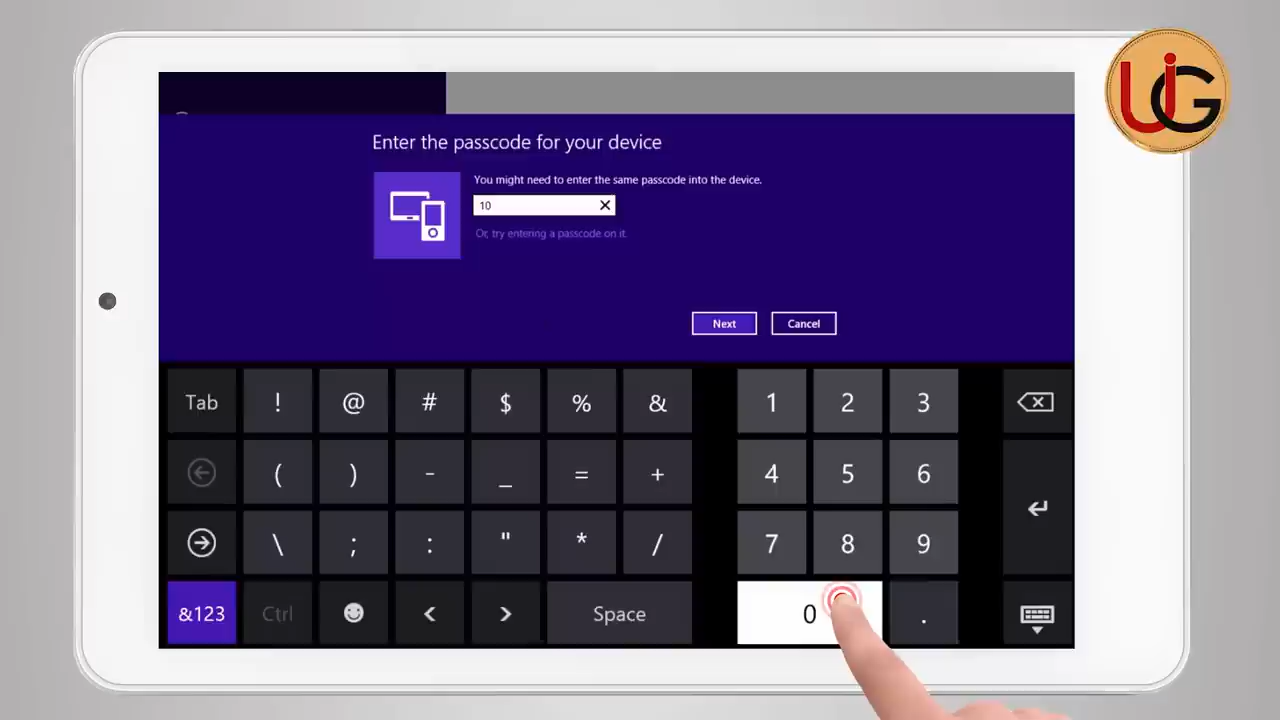 UiG
Enter the passcode for your device
You might need to enter the same passcode into the device.
10
Or, try entering a passcode on it.
Next Cancel
Tab ! @ # $ % & 1 2 3
( ) - _ = + 4 5 6
\ ; : " * / 7 8 9
&123 Ctrl < > Space 0 .